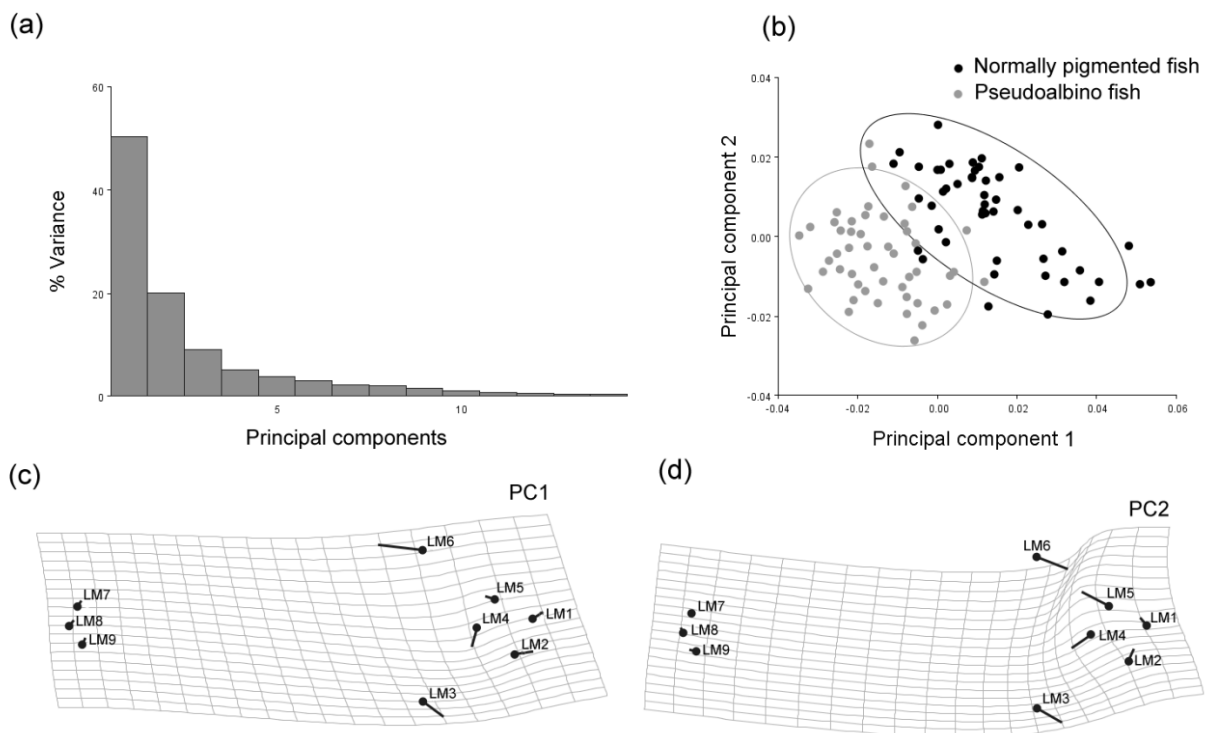 (a)
60
40
20
0
% Variance
5
10
Principal components
(b)
Normally pigmented fish
Pseudoalbino fish
0.04
0.02
0.00
-0.02
-0.04
Principal component 2
-0.04
-0.02
0.00
0.02
0.04
0.06
Principal component 1
(c)
PC1
LM6
LM5
LM7
LM1
LM8
LM4
LM9
LM2
LM3
(d)
PC2
LM6
LM5
LM7
LM1
LM8
LM4
LM9
LM2
LM3